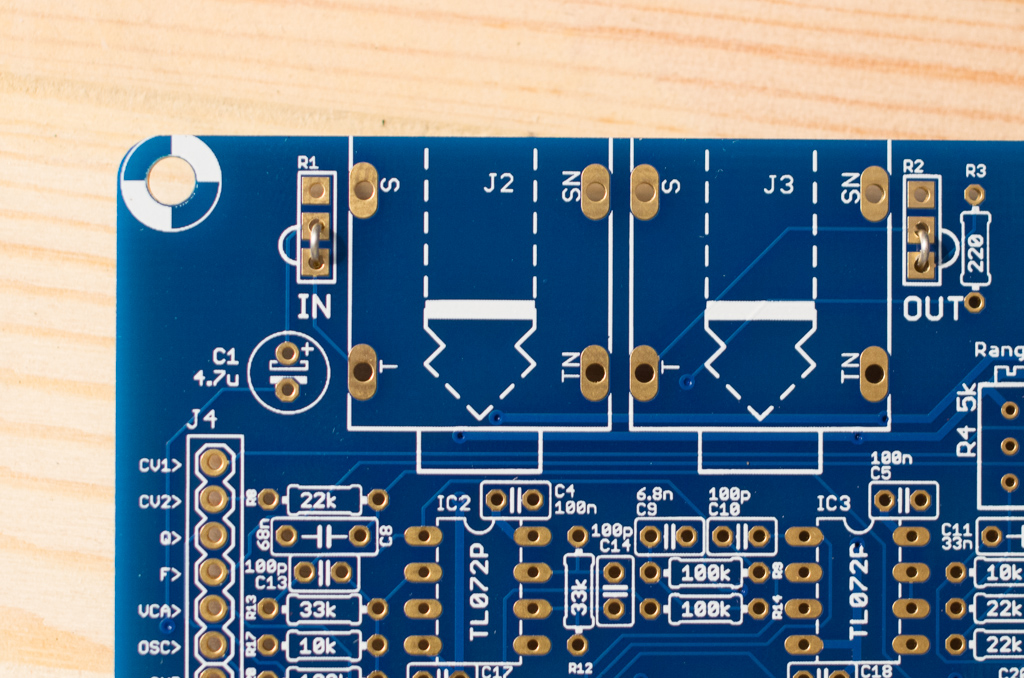 R1
S
J2
SN
S
J3
SN
R2
R3
220
IN
OUT
C1
+
4.7u
T
TN
T
TN
Rang
R4 5k
J4
CV1>
CV2>
Q>
F>
VCA>
OSC>
22k
68n
C8
100p
C13
R13
33k
R17
10k
IC2
TL072P
C4
100n
6.8n
C9
100p
C10
100p
C14
33k
R12
100k
R9
100k
R14
C17
100n
C5
IC3
TL072P
C11
33n
10k
22k
22k
C18